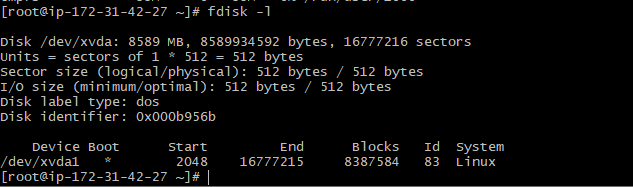 [root@ip-172-31-42-27 ~]# fdisk -l
Disk /dev/xvda: 8589 MB, 8589934592 bytes, 16777216 sectors
Units = sectors of 1 * 512 = 512 bytes
Sector size (logical/physical): 512 bytes / 512 bytes
I/O size (minimum/optimal): 512 bytes / 512 bytes
Disk label type: dos
Disk identifier: 0x000b956b
Device Boot Start End Blocks Id System
/dev/xvda1 * 2048 16777215 8387584 83 Linux
[root@ip-172-31-42-27 ~]#